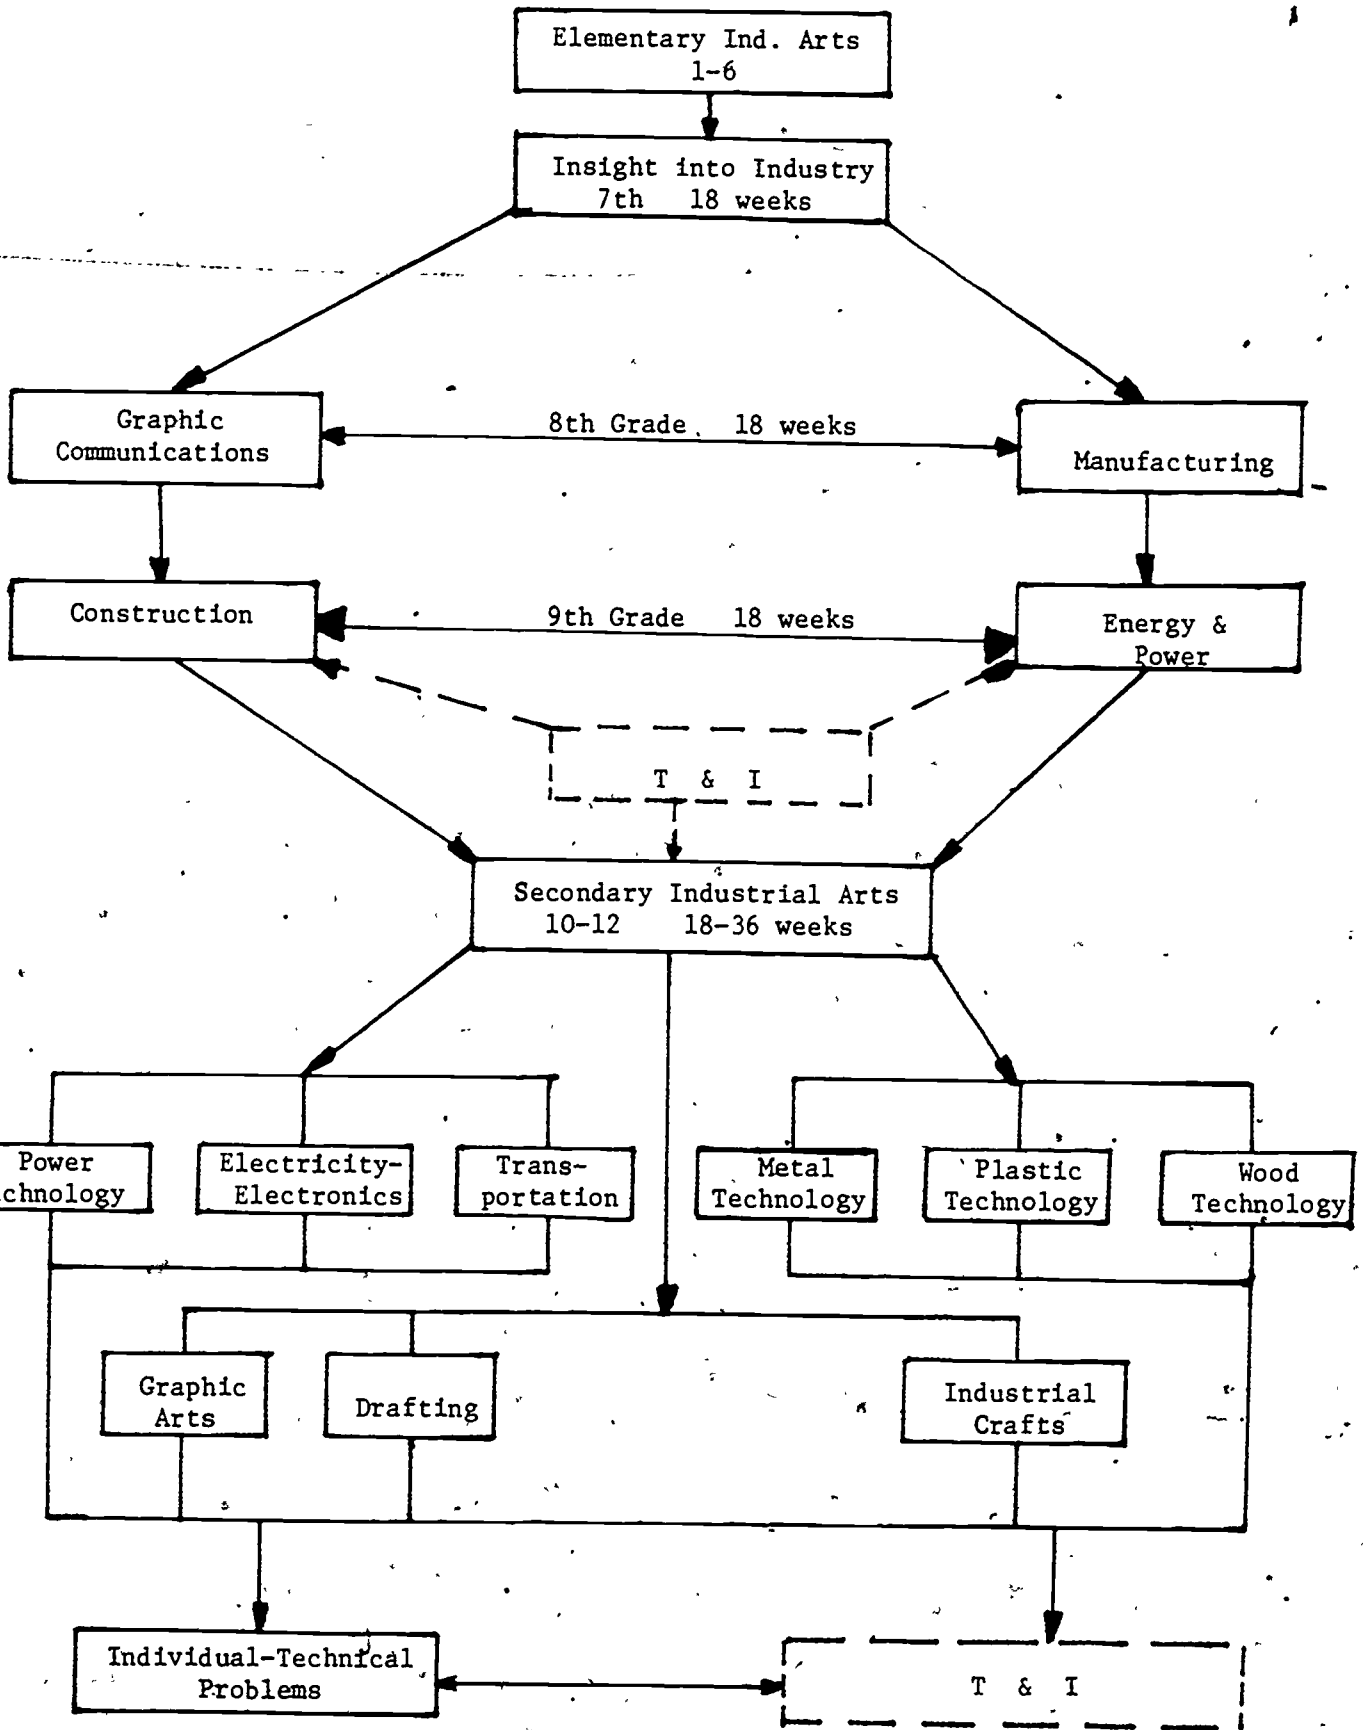 Elementary Ind. Arts
1-6
Insight into Industry
7th 18 weeks
Graphic
Communications
8th Grade 18 weeks
Manufacturing
Construction
9th Grade 18 weeks
Energy &
Power
T & I
Secondary Industrial Arts
10-12 18-36 weeks
Power
chnology
Electricity-
Electronics
Trans-
portation
Metal
Technology
Plastic
Technology
Wood
Technology
Graphic
Arts
Drafting
Industrial
Crafts
Individual-Technical
Problems
T & I